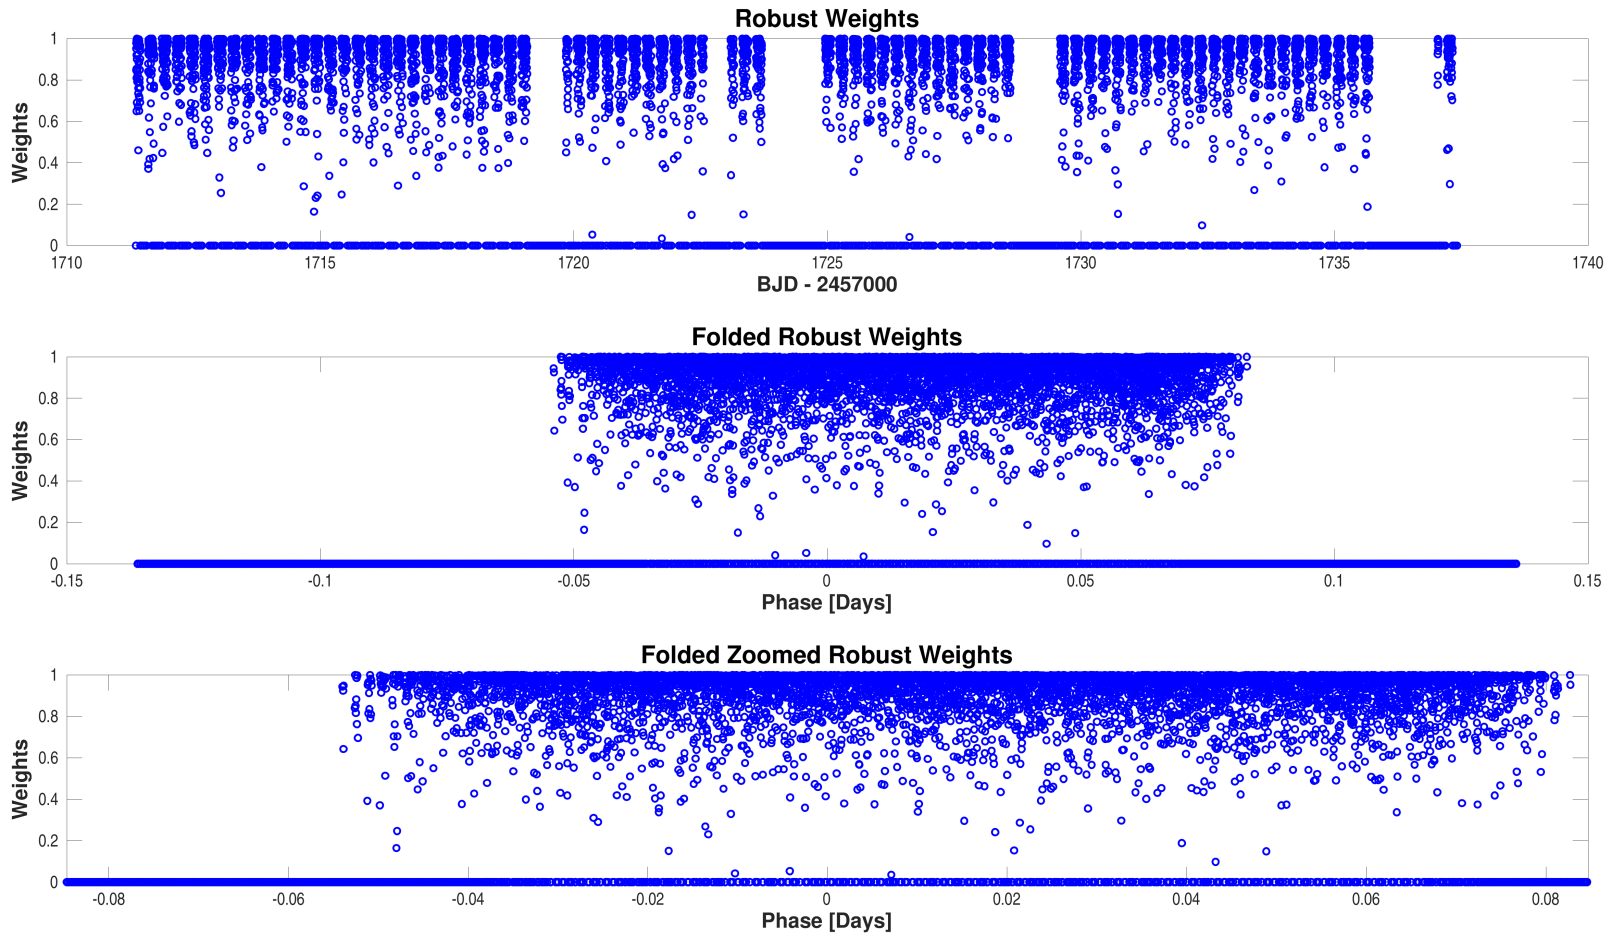 Robust Weights
1
0.8
0.6
0.4
0.2
0
Weights
1710 1715 1720 1725 1730 1735 1740
BJD - 2457000
Folded Robust Weights
1
0.8
0.6
0.4
0.2
0
Weights
-0.15 -0.1 -0.05 0 0.05 0.1 0.15
Phase [Days]
Folded Zoomed Robust Weights
1
0.8
0.6
0.4
0.2
0
Weights
-0.08 -0.06 -0.04 -0.02 0 0.02 0.04 0.06 0.08
Phase [Days]